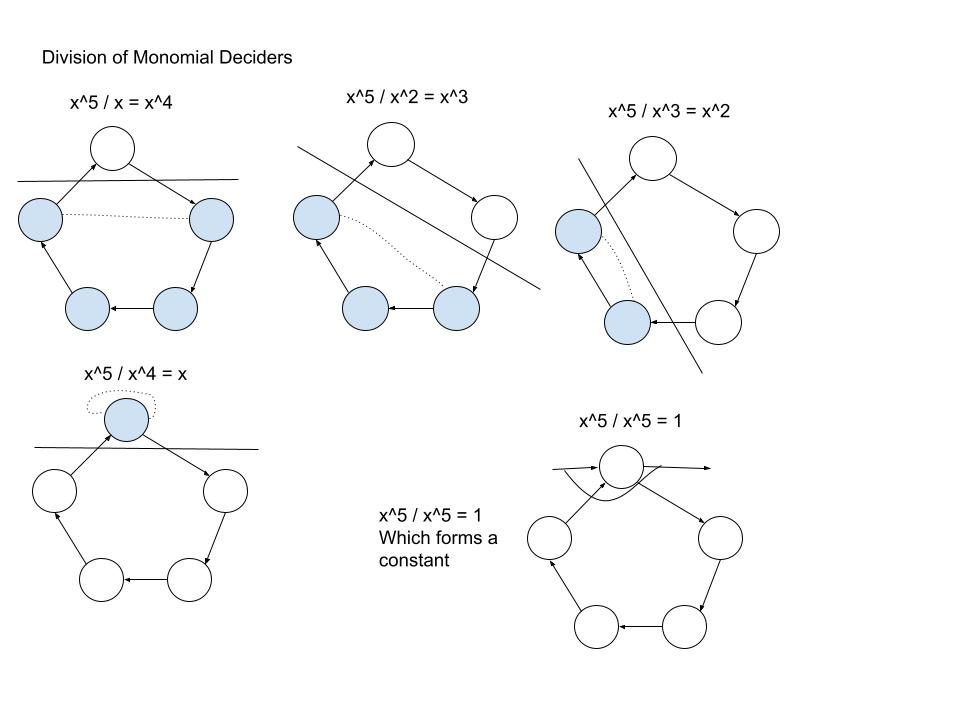 Division of Monomial Deciders
x^5 / x = x^4
x^5 / x^2 = x^3
x^5 / x^3 = x^2
x^5 / x^4 = x
x^5 / x^5 = 1
x^5 / x^5 = 1
Which forms a
constant